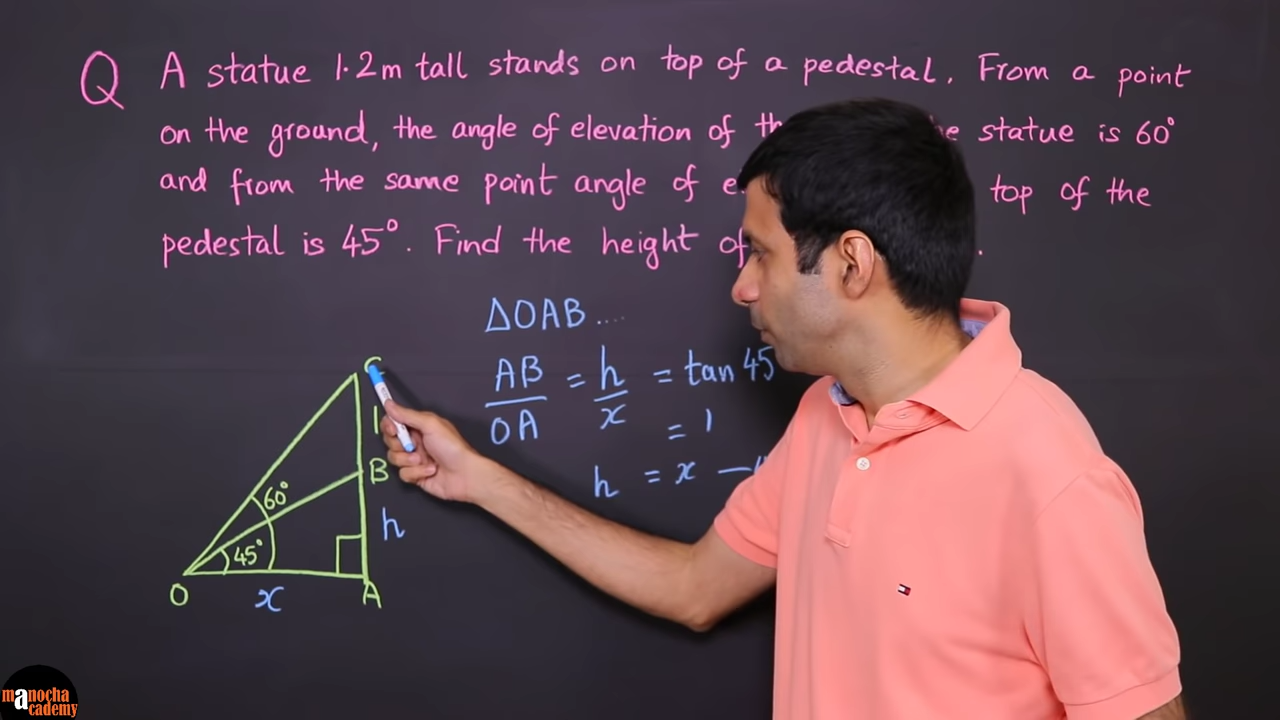 Q A statue 1.2m tall stands on top of a pedestal. From a point
on the ground, the angle of elevation of statue is 60°
and from the same point angle of top of the
pedestal is 45°. Find the height of .
ΔOAB ....
AB/OA = h/x = tan 45
= 1
h = x —
C
B
h
60°
45°
O
x
A
manocha
academy